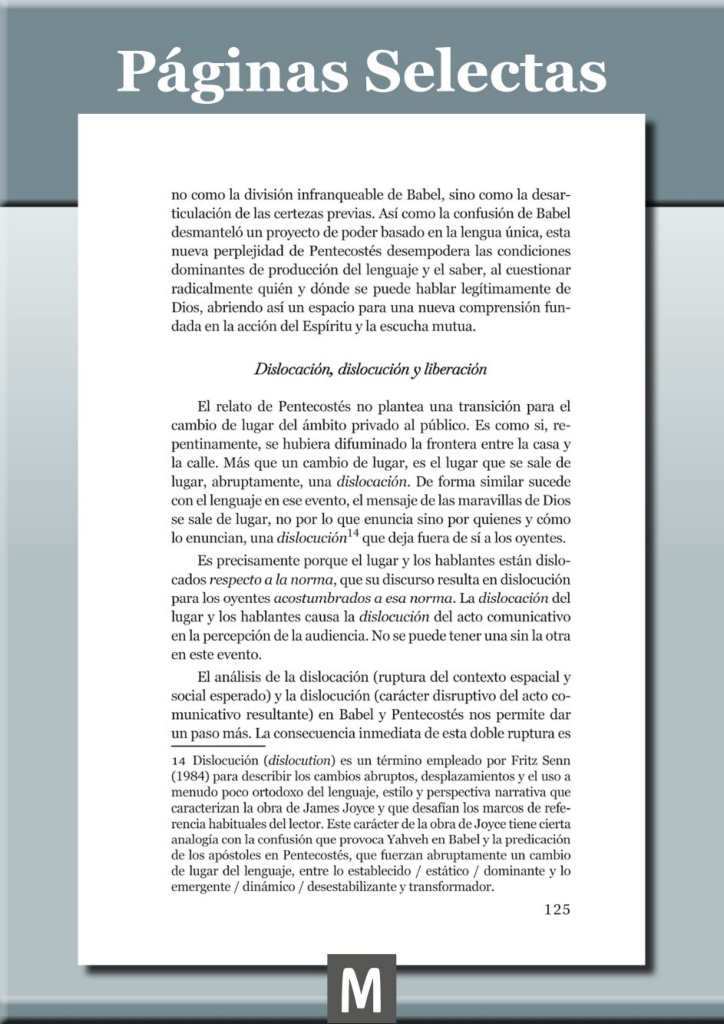 Páginas Selectas
no como la división infranqueable de Babel, sino como la desar-
ticulación de las certezas previas. Así como la confusión de Babel
desmanteló un proyecto de poder basado en la lengua única, esta
nueva perplejidad de Pentecostés desempodera las condiciones
dominantes de producción del lenguaje y el saber, al cuestionar
radicalmente quién y dónde se puede hablar legítimamente de
Dios, abriendo así un espacio para una nueva comprensión fun-
dada en la acción del Espíritu y la escucha mutua.
Dislocación, dislocución y liberación
El relato de Pentecostés no plantea una transición para el
cambio de lugar del ámbito privado al público. Es como si, re-
pentinamente, se hubiera difuminado la frontera entre la casa y
la calle. Más que un cambio de lugar, es el lugar que se sale de
lugar, abruptamente, una dislocación. De forma similar sucede
con el lenguaje en ese evento, el mensaje de las maravillas de Dios
se sale de lugar, no por lo que enuncia sino por quienes y cómo
lo enuncian, una dislocución14 que deja fuera de sí a los oyentes.
Es precisamente porque el lugar y los hablantes están dislo-
cados respecto a la norma, que su discurso resulta en dislocución
para los oyentes acostumbrados a esa norma. La dislocación del
lugar y los hablantes causa la dislocución del acto comunicativo
en la percepción de la audiencia. No se puede tener una sin la otra
en este evento.
El análisis de la dislocación (ruptura del contexto espacial y
social esperado) y la dislocución (carácter disruptivo del acto co-
municativo resultante) en Babel y Pentecostés nos permite dar
un paso más. La consecuencia inmediata de esta doble ruptura es
14 Dislocución (dislocution) es un término empleado por Fritz Senn
(1984) para describir los cambios abruptos, desplazamientos y el uso a
menudo poco ortodoxo del lenguaje, estilo y perspectiva narrativa que
caracterizan la obra de James Joyce y que desafían los marcos de refe-
rencia habituales del lector. Este carácter de la obra de Joyce tiene cierta
analogía con la confusión que provoca Yahveh en Babel y la predicación
de los apóstoles en Pentecostés, que fuerzan abruptamente un cambio
de lugar del lenguaje, entre lo establecido / estático / dominante y lo
emergente / dinámico / desestabilizante y transformador.
125
M